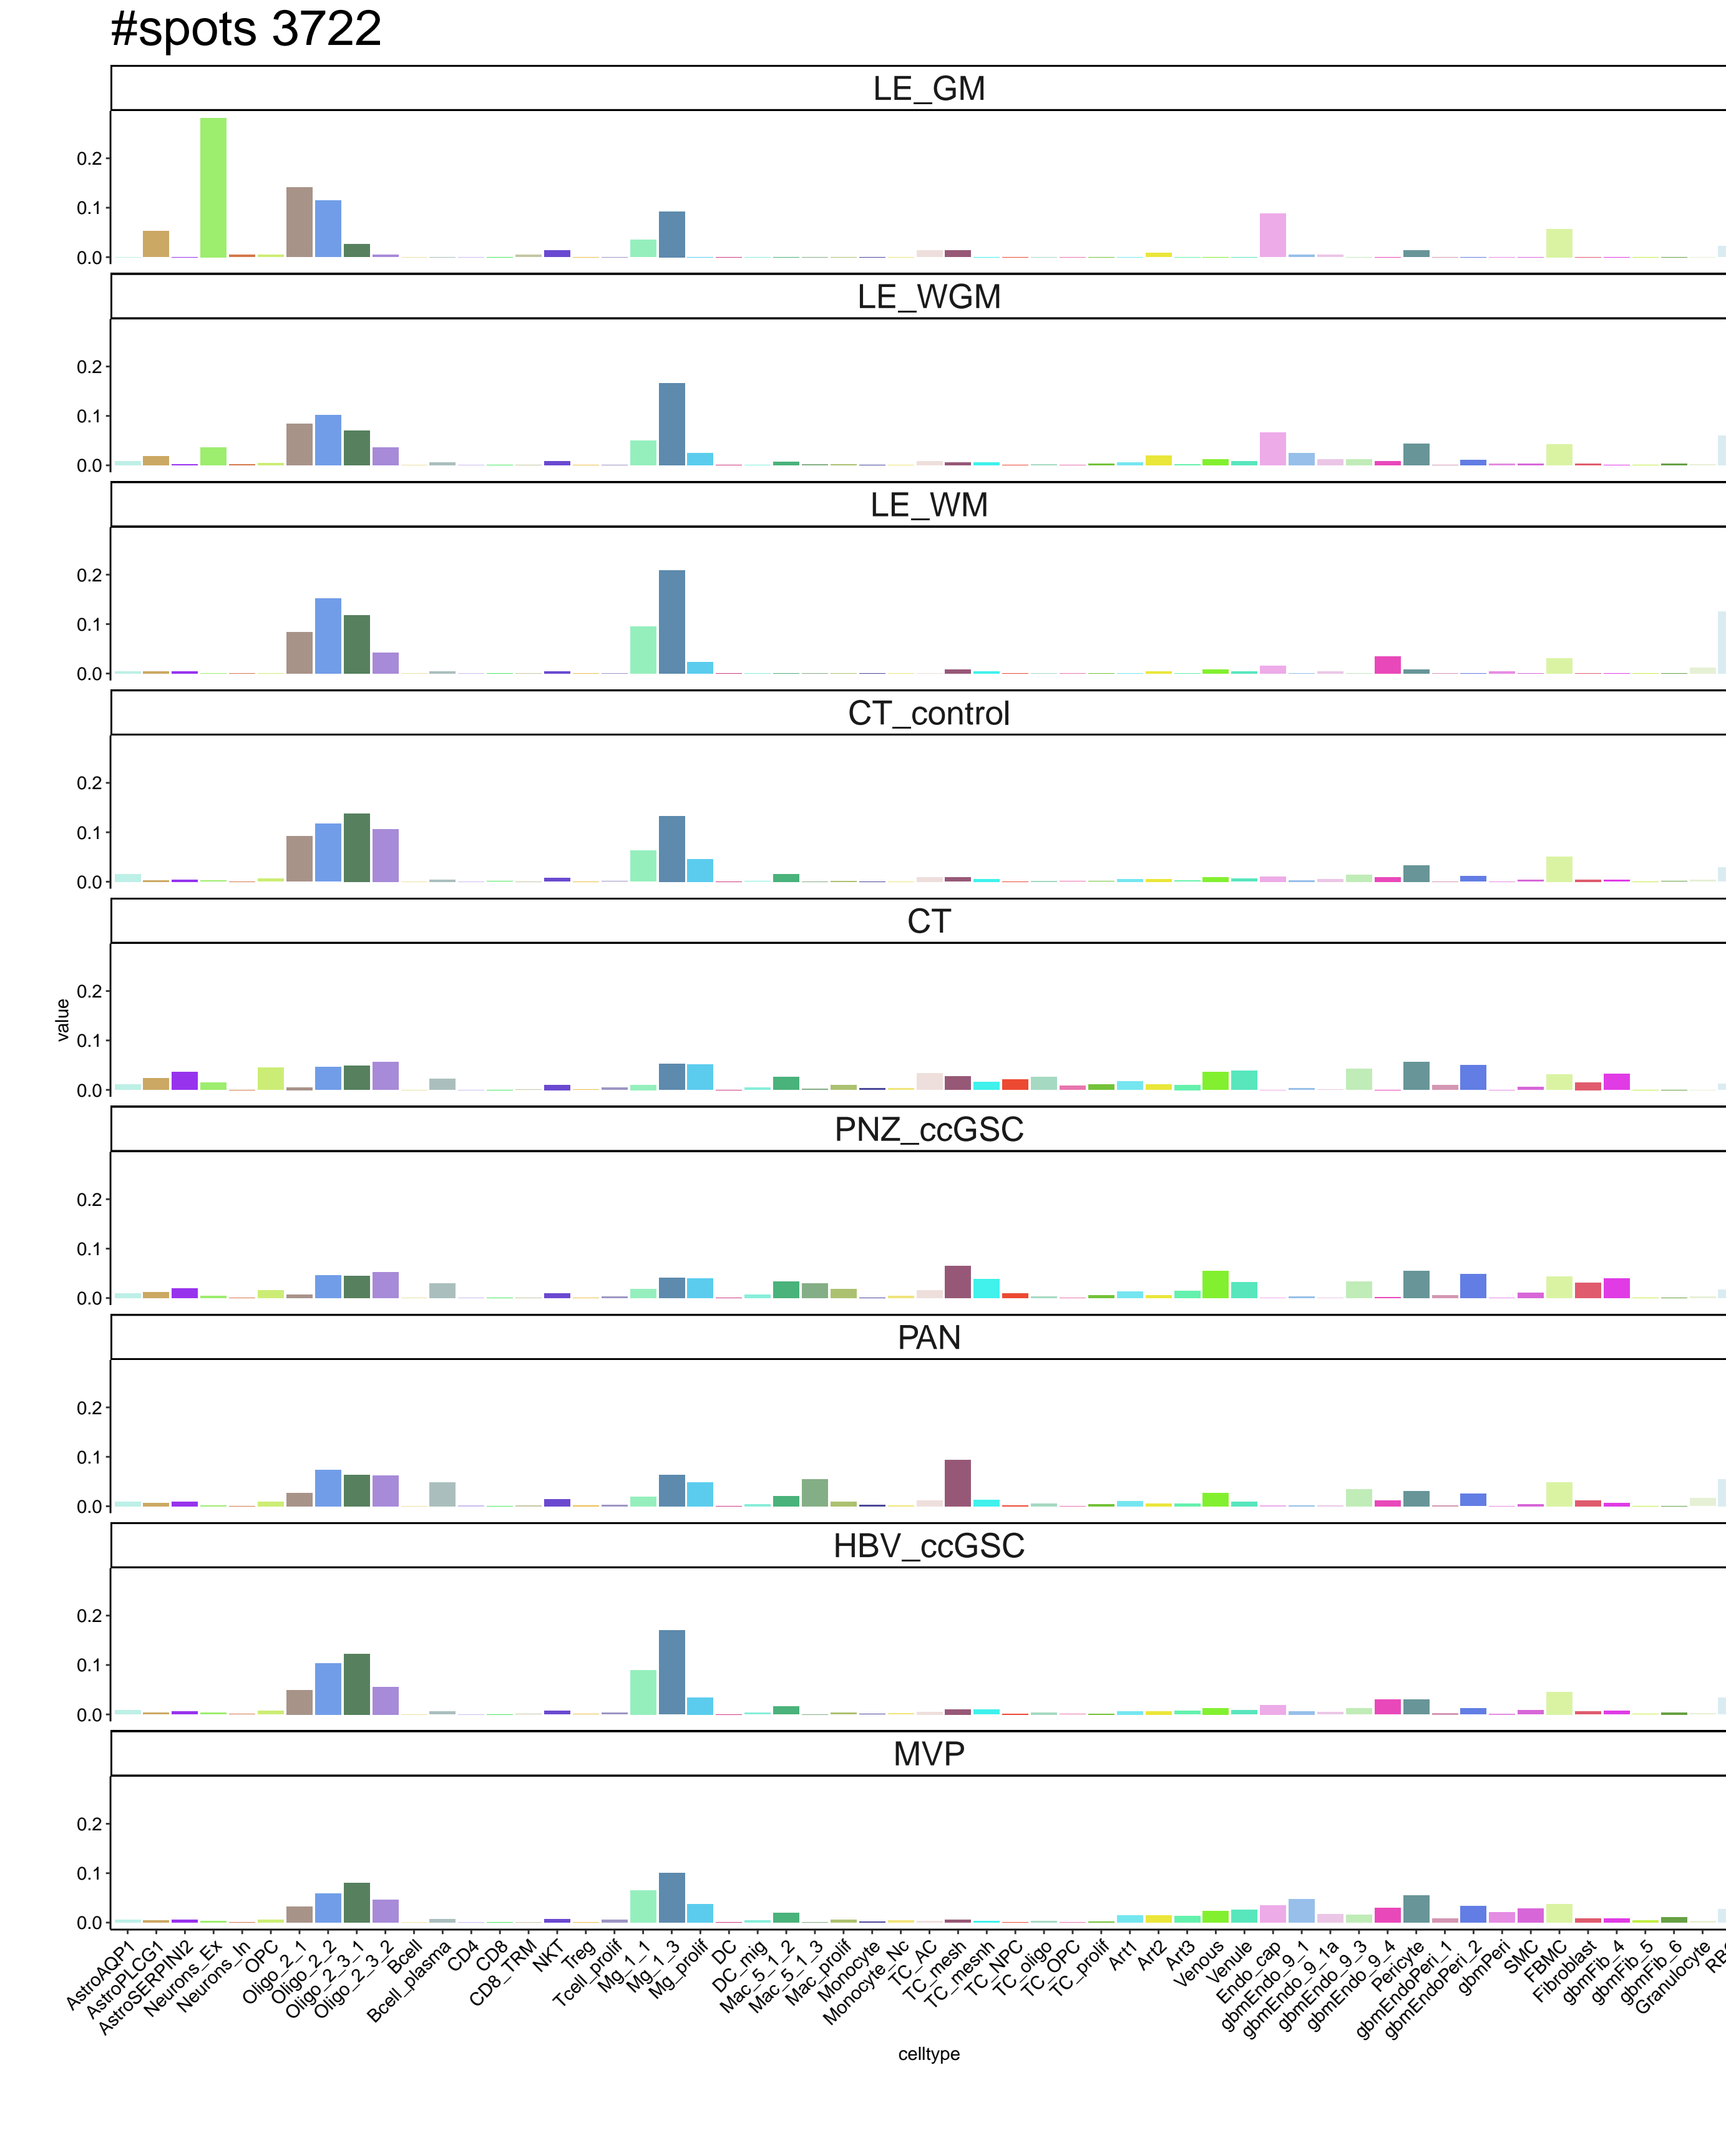 #spots 3722
LE_GM
0.2
0.1
0.0
LE_WGM
0.2
0.1
0.0
LE_WM
0.2
0.1
0.0
CT_control
0.2
0.1
0.0
CT
0.2
0.1
0.0
value
PNZ_ccGSC
0.2
0.1
0.0
PAN
0.2
0.1
0.0
HBV_ccGSC
0.2
0.1
0.0
MVP
0.2
0.1
0.0
AstroAQP1
AstroPLCG1
AstroSERPINI2
Neurons_Ex
Neurons_In
OPC
Oligo_2_1
Oligo_2_2
Oligo_2_3_1
Oligo_2_3_2
Bcell
Bcell_plasma
CD4
CD8
CD8_TRM
NKT
Treg
Tcell_prolif
Mg_1_1
Mg_1_3
Mg_prolif
DC
DC_mig
Mac_5_1_2
Mac_5_1_3
Mac_prolif
Monocyte
Monocyte_Nc
TC_AC
TC_mesh
TC_mesnh
TC_NPC
TC_oligo
TC_OPC
TC_prolif
Art1
Art2
Art3
Venous
Venule
Endo_cap
gbmEndo_9_1
gbmEndo_9_1a
gbmEndo_9_3
gbmEndo_9_4
Pericyte
gbmEndoPeri_1
gbmEndoPeri_2
gbmPeri
SMC
FBMC
Fibroblast
gbmFib_4
gbmFib_5
gbmFib_6
Granulocyte
celltype